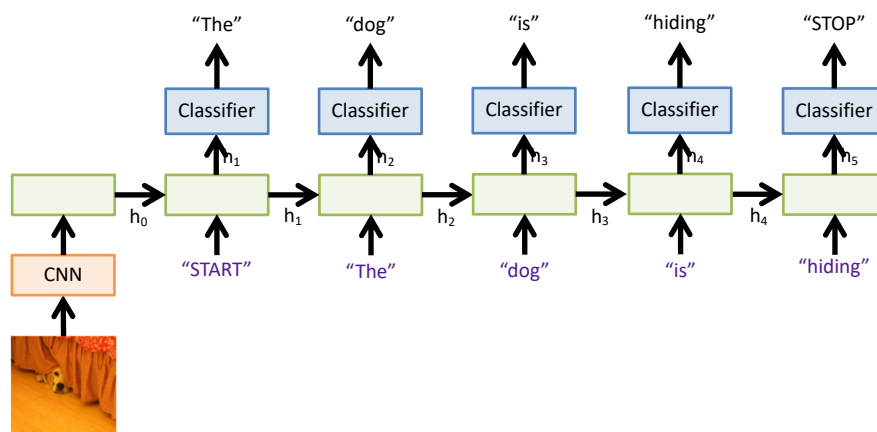 “The” “dog” “is” “hiding” “STOP”
Classifier Classifier Classifier Classifier Classifier
h1 h2 h3 h4 h5
h0 h1 h2 h3 h4
CNN “START” “The” “dog” “is” “hiding”